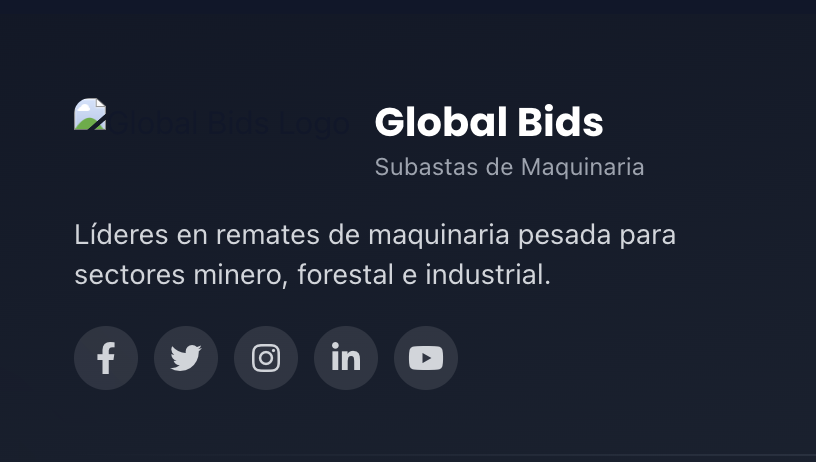 Global Bids Logo
Global Bids
Subastas de Maquinaria
Líderes en remates de maquinaria pesada para
sectores minero, forestal e industrial.